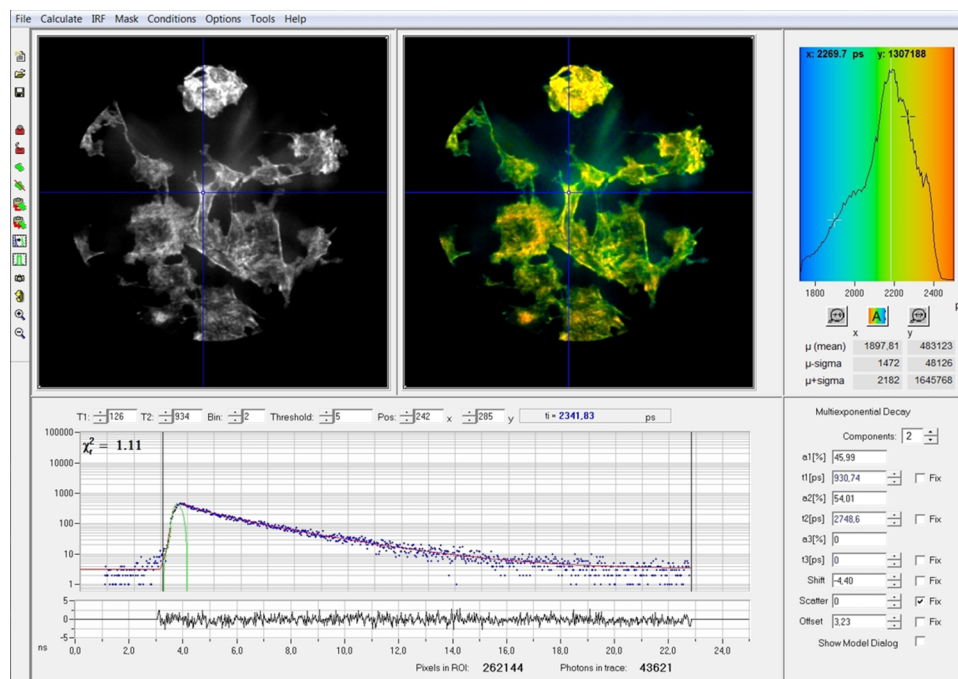 File Calculate IRF Mask Conditions Options Tools Help
x: 2269.7 ps y: 1307188
1800 2000 2200 2400
p
A
x y
µ (mean) 1897,81 483123
µ-sigma 1472 48126
µ+sigma 2182 1645768
T1: 126 T2: 934 Bin: 2 Threshold: 5 Pos: 242 x 285 y ti = 2341,83 ps
χ²r = 1.11
100000
10000
1000
100
10
1
5
0
-5
ns 0,0 2,0 4,0 6,0 8,0 10,0 12,0 14,0 16,0 18,0 20,0 22,0 24,0
Pixels in ROI: 262144 Photons in trace: 43621
Multiexponential Decay
Components: 2
a1[%] 45,99
t1[ps] 930,74 Fix
a2[%] 54,01
t2[ps] 2748,6 Fix
a3[%] 0
t3[ps] 0 Fix
Shift -4,40 Fix
Scatter 0 Fix
Offset 3,23 Fix
Show Model Dialog